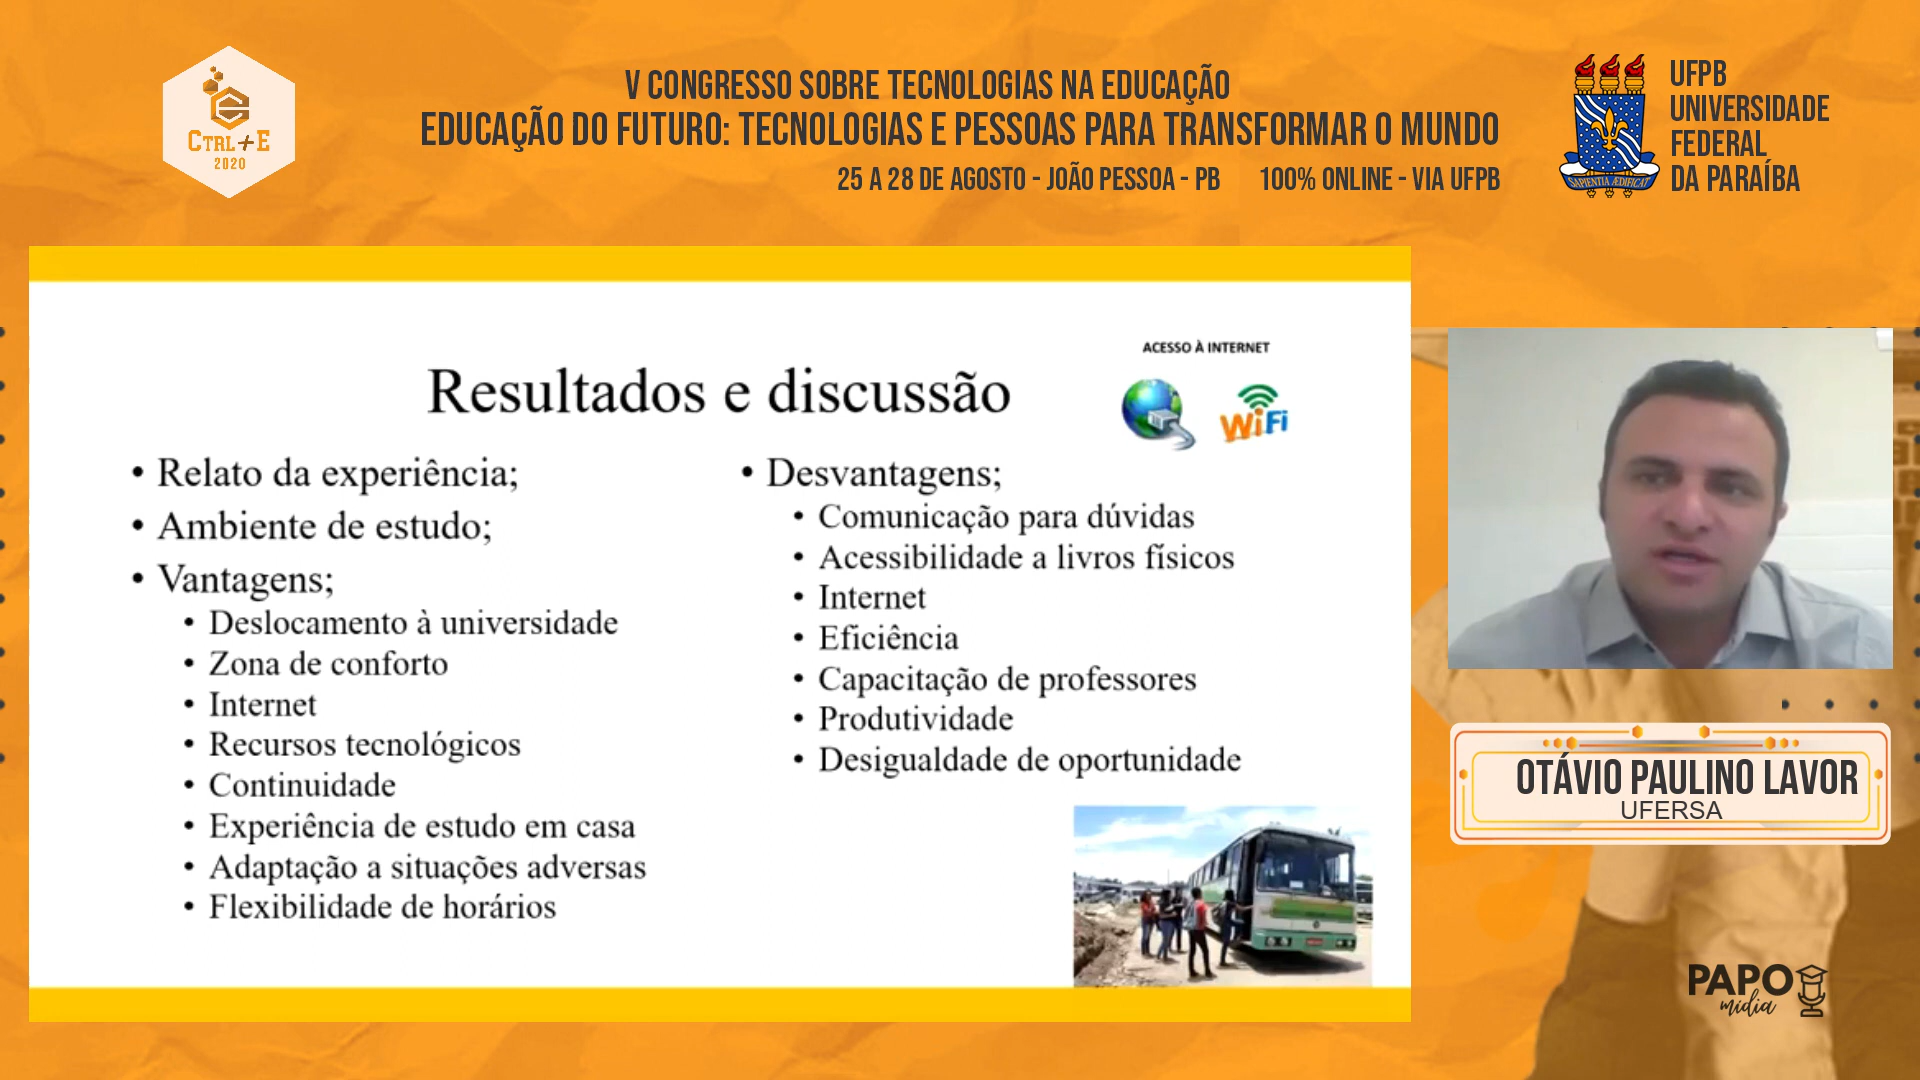 CTRL+E
2020
V CONGRESSO SOBRE TECNOLOGIAS NA EDUCAÇÃO
EDUCAÇÃO DO FUTURO: TECNOLOGIAS E PESSOAS PARA TRANSFORMAR O MUNDO
25 A 28 DE AGOSTO - JOÃO PESSOA - PB 100% ONLINE - VIA UFPB
SAPIENTIA ÆDIFICAT
UFPB
UNIVERSIDADE
FEDERAL
DA PARAÍBA
ACESSO À INTERNET
WiFi
Resultados e discussão
• Relato da experiência;
• Ambiente de estudo;
• Vantagens;
• Deslocamento à universidade
• Zona de conforto
• Internet
• Recursos tecnológicos
• Continuidade
• Experiência de estudo em casa
• Adaptação a situações adversas
• Flexibilidade de horários
• Desvantagens;
• Comunicação para dúvidas
• Acessibilidade a livros físicos
• Internet
• Eficiência
• Capacitação de professores
• Produtividade
• Desigualdade de oportunidade
OTÁVIO PAULINO LAVOR
UFERSA
PAPO
mídia